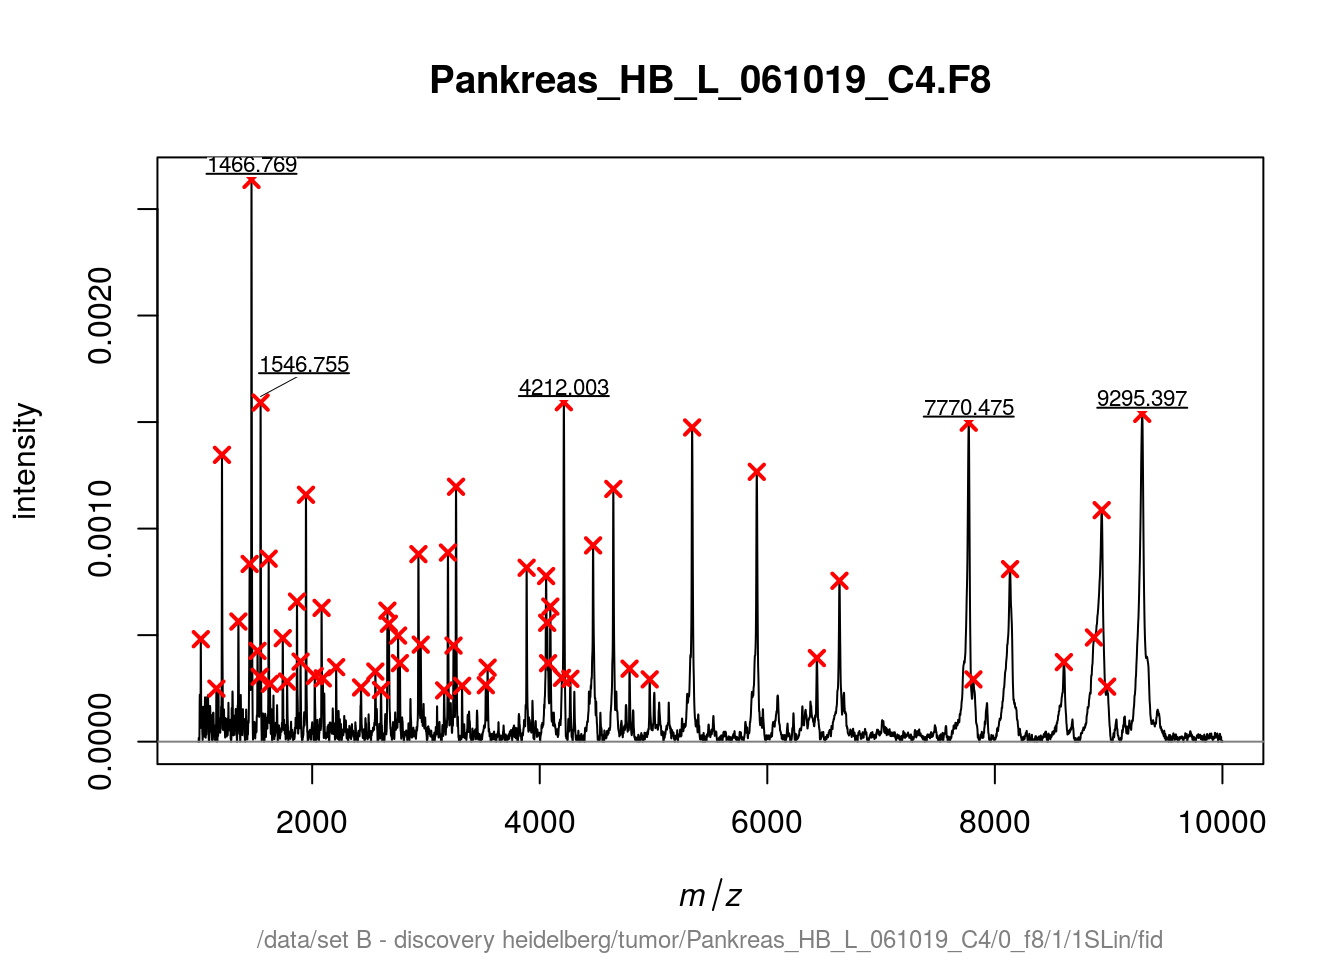 Pankreas_HB_L_061019_C4.F8
1466.769
1546.755
4212.003
7770.475
9295.397
0.0020
0.0010
0.0000
intensity
2000 4000 6000 8000 10000
m/z
/data/set B - discovery heidelberg/tumor/Pankreas_HB_L_061019_C4/0_f8/1/1SLin/fid